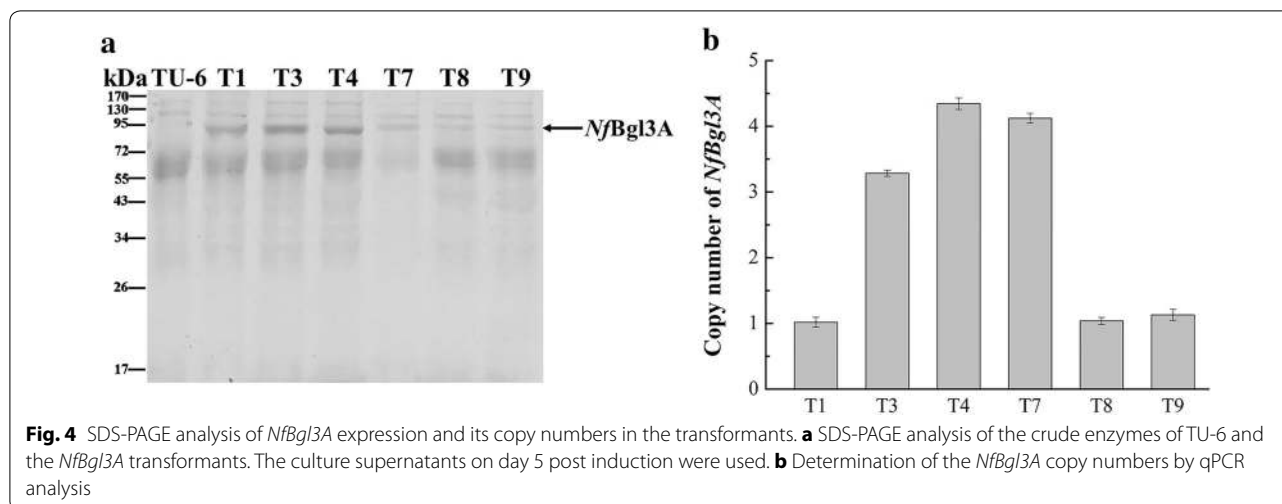 a
kDa TU-6 T1 T3 T4 T7 T8 T9
170
130
95
72
55
43
34
26
17
NfBgl3A
b
Copy number of NfBgl3A
5
4
3
2
1
0
T1 T3 T4 T7 T8 T9
Fig. 4 SDS-PAGE analysis of NfBgl3A expression and its copy numbers in the transformants. a SDS-PAGE analysis of the crude enzymes of TU-6 and
the NfBgl3A transformants. The culture supernatants on day 5 post induction were used. b Determination of the NfBgl3A copy numbers by qPCR
analysis